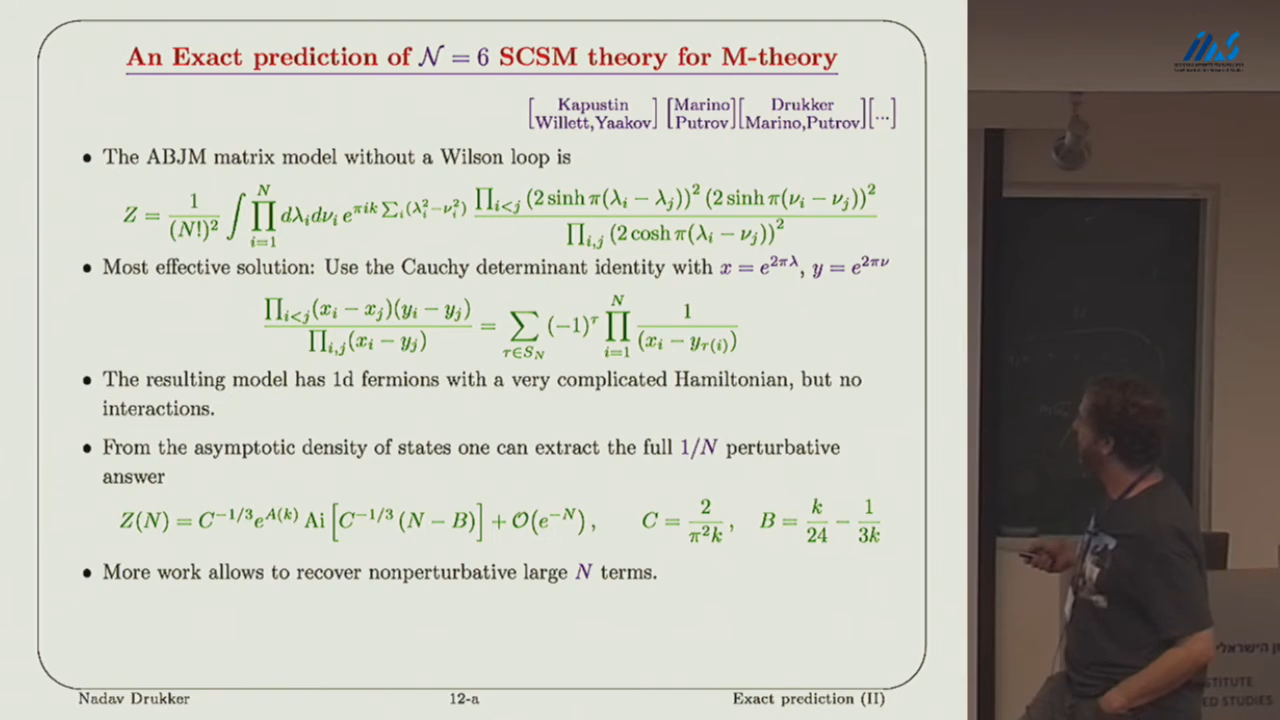 An Exact prediction of 𝒩 = 6 SCSM theory for M-theory
[Kapustin Willett,Yaakov] [Marino Putrov] [Drukker Marino,Putrov] [...]
• The ABJM matrix model without a Wilson loop is
Z = 1/(N!)² ∫ ∏_{i=1}^{N} dλ_i dν_i e^{πik ∑_i(λ_i²−ν_i²)} ∏_{i<j} (2 sinh π(λ_i − λ_j))² (2 sinh π(ν_i − ν_j))² / ∏_{i,j} (2 cosh π(λ_i − ν_j))²
• Most effective solution: Use the Cauchy determinant identity with x = e^{2πλ}, y = e^{2πν}
∏_{i<j}(x_i − x_j)(y_i − y_j) / ∏_{i,j}(x_i − y_j) = ∑_{τ∈S_N} (−1)^τ ∏_{i=1}^{N} 1/(x_i − y_{τ(i)})
• The resulting model has 1d fermions with a very complicated Hamiltonian, but no
interactions.
• From the asymptotic density of states one can extract the full 1/N perturbative
answer
Z(N) = C^{−1/3} e^{A(k)} Ai [C^{−1/3} (N − B)] + 𝒪(e^{−N}) , C = 2/(π²k) , B = k/24 − 1/(3k)
• More work allows to recover nonperturbative large N terms.
Nadav Drukker 12-a Exact prediction (II)
ון הישראלי
STITUTE
ED STUDIES